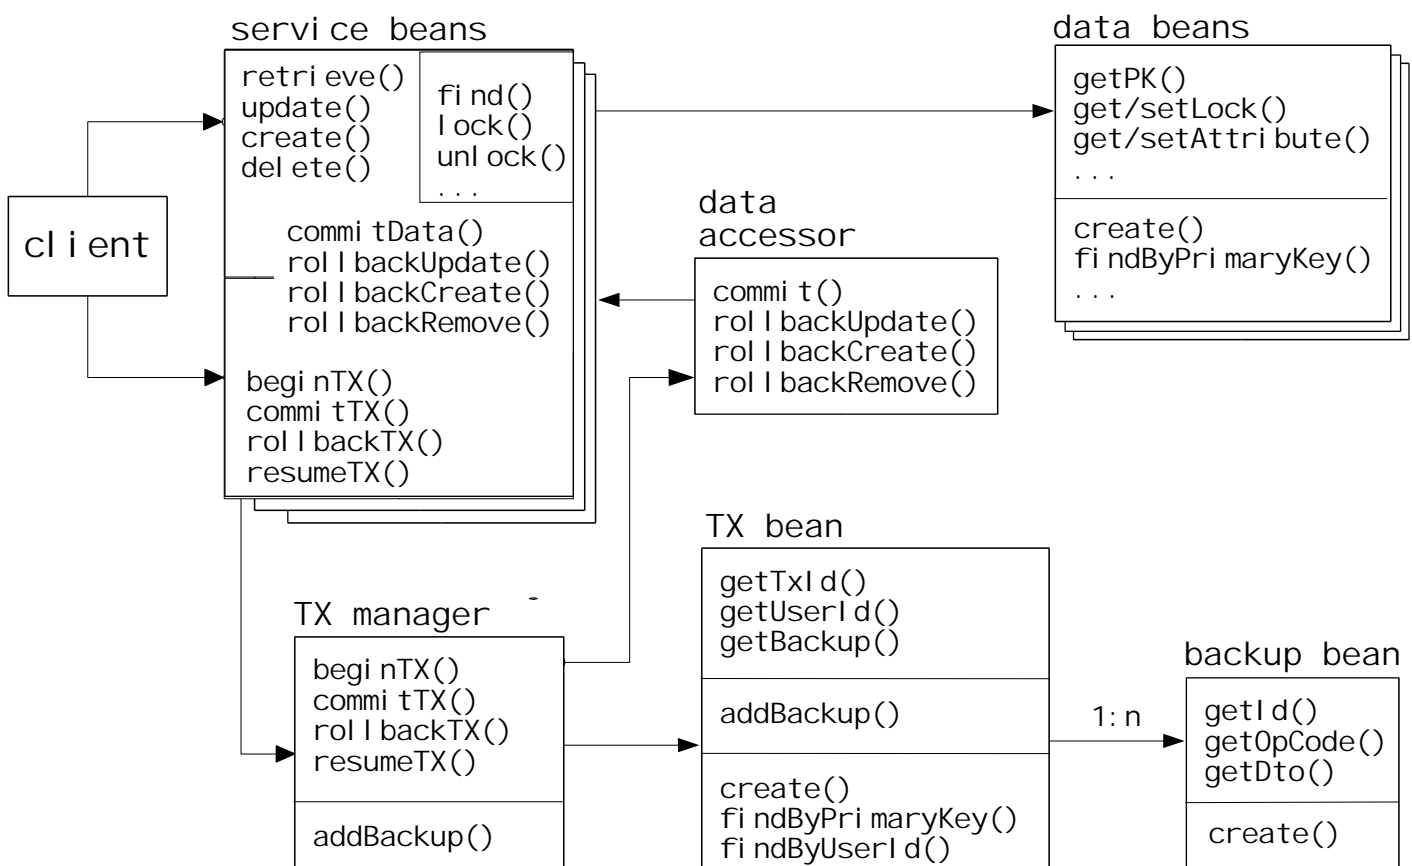 service beans
retrieve()
update()
create()
delete()
find()
lock()
unlock()
...
commitData()
rollbackUpdate()
rollbackCreate()
rollbackRemove()
beginTX()
commitTX()
rollbackTX()
resumeTX()
client
data beans
getPK()
get/setLock()
get/setAttribute()
...
create()
findByPrimaryKey()
...
data
accessor
commit()
rollbackUpdate()
rollbackCreate()
rollbackRemove()
TX manager
beginTX()
commitTX()
rollbackTX()
resumeTX()
addBackup()
TX bean
getTxId()
getUserId()
getBackup()
addBackup()
create()
findByPrimaryKey()
findByUserId()
1:n
backup bean
getId()
getOpCode()
getDto()
create()